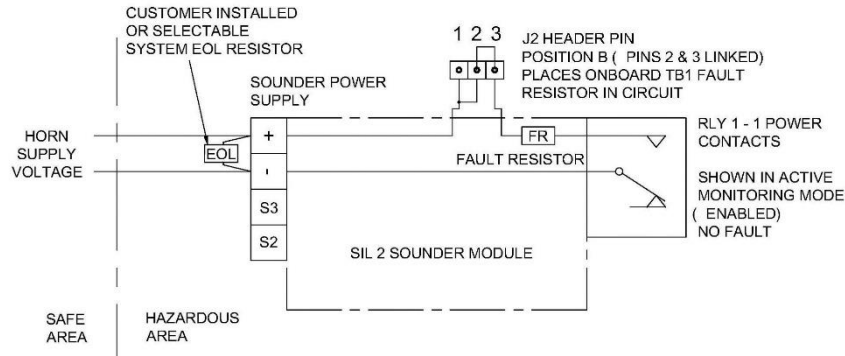 CUSTOMER INSTALLED
OR SELECTABLE
SYSTEM EOL RESISTOR
SOUNDER POWER
SUPPLY
1 2 3
J2 HEADER PIN
POSITION B ( PINS 2 & 3 LINKED)
PLACES ONBOARD TB1 FAULT
RESISTOR IN CIRCUIT
HORN
SUPPLY
VOLTAGE
EOL
+
-
S3
S2
FR
FAULT RESISTOR
RLY 1 - 1 POWER
CONTACTS
SHOWN IN ACTIVE
MONITORING MODE
( ENABLED)
NO FAULT
SIL 2 SOUNDER MODULE
SAFE
AREA
HAZARDOUS
AREA